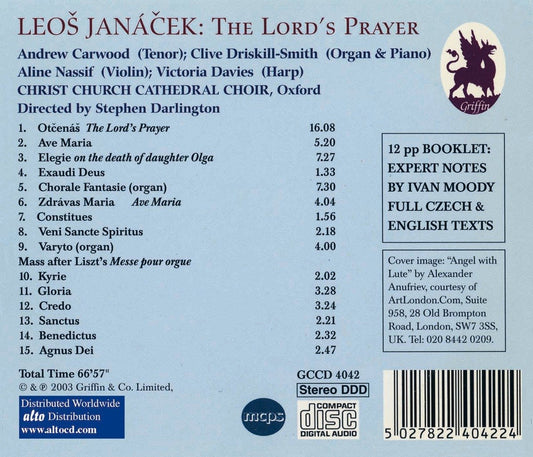 LEOŠ JANÁČEK: THE LORD'S PRAYER
Andrew Carwood (Tenor); Clive Driskill-Smith (Organ & Piano)
Aline Nassif (Violin); Victoria Davies (Harp)
CHRIST CHURCH CATHEDRAL CHOIR, Oxford
Directed by Stephen Darlington
Griffin
1. Otčenáš The Lord's Prayer 16.08
2. Ave Maria 5.20
3. Elegie on the death of daughter Olga 7.27
4. Exaudi Deus 1.33
5. Chorale Fantasie (organ) 7.30
6. Zdrávas Maria Ave Maria 4.04
7. Constitues 1.56
8. Veni Sancte Spiritus 2.18
9. Varyto (organ) 4.00
Mass after Liszt's Messe pour orgue
10. Kyrie 2.02
11. Gloria 3.28
12. Credo 3.24
13. Sanctus 2.21
14. Benedictus 2.32
15. Agnus Dei 2.47
12 pp BOOKLET:
EXPERT NOTES
BY IVAN MOODY
FULL CZECH &
ENGLISH TEXTS
Cover image: "Angel with
Lute" by Alexander
Anufriev, courtesy of
ArtLondon.Com, Suite
958, 28 Old Brompton
Road, London, SW7 3SS,
UK. Tel: 020 8442 0209.
Total Time 66'57"
© & ℗ 2003 Griffin & Co. Limited,
Distributed Worldwide
alto Distribution
www.altocd.com
mcps
GCCD 4042
Stereo DDD
COMPACT
disc
DIGITAL AUDIO
5 027822 404224